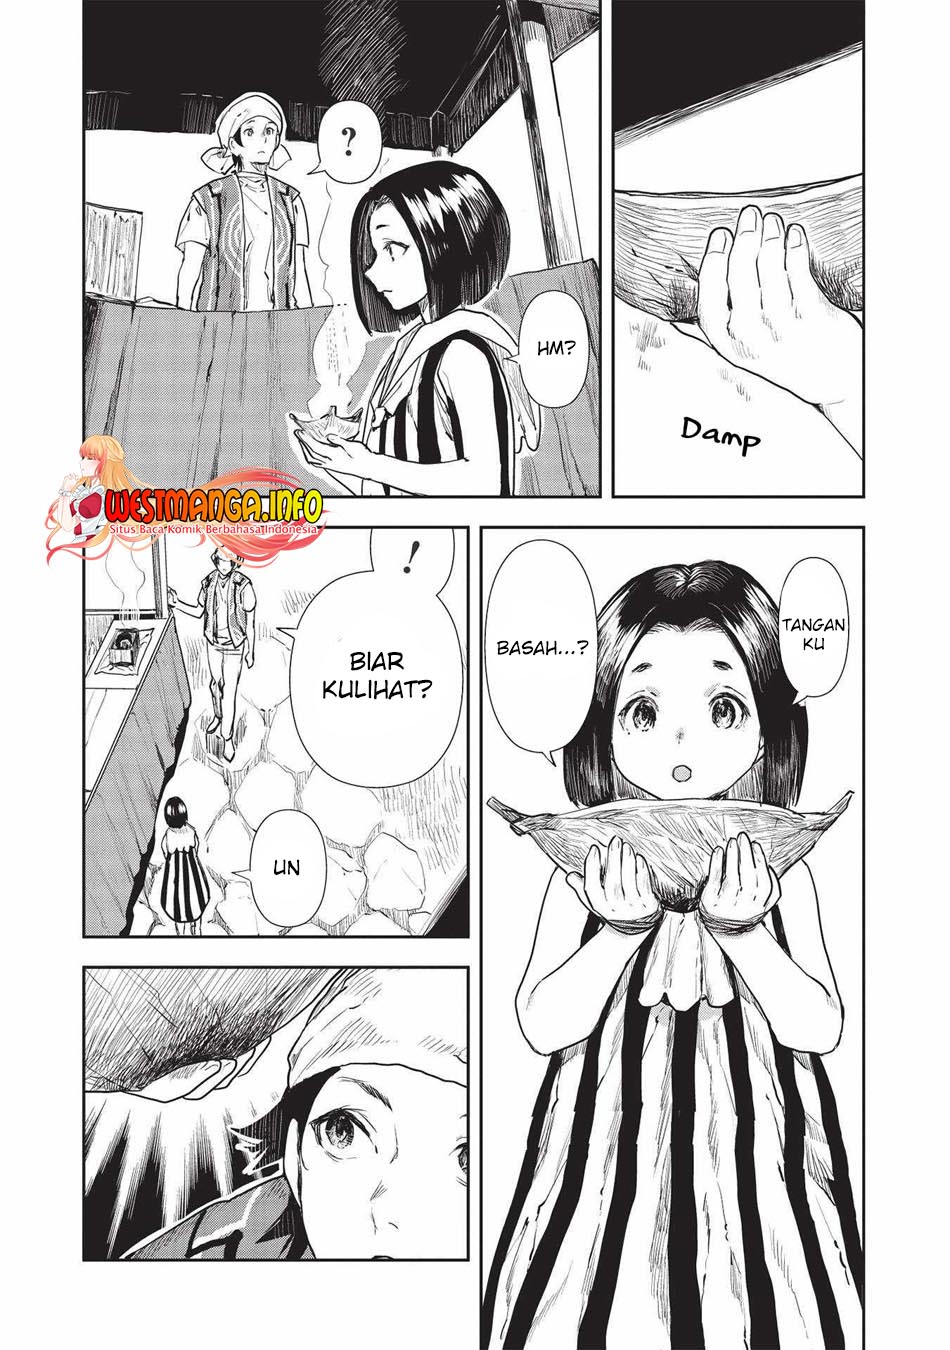 Damp
?
HM?
TANGAN
KU
BASAH...?
!
BIAR
KULIHAT?
UN
WESTMANGA.INFO
Situs Baca Komik Berbahasa Indonesia